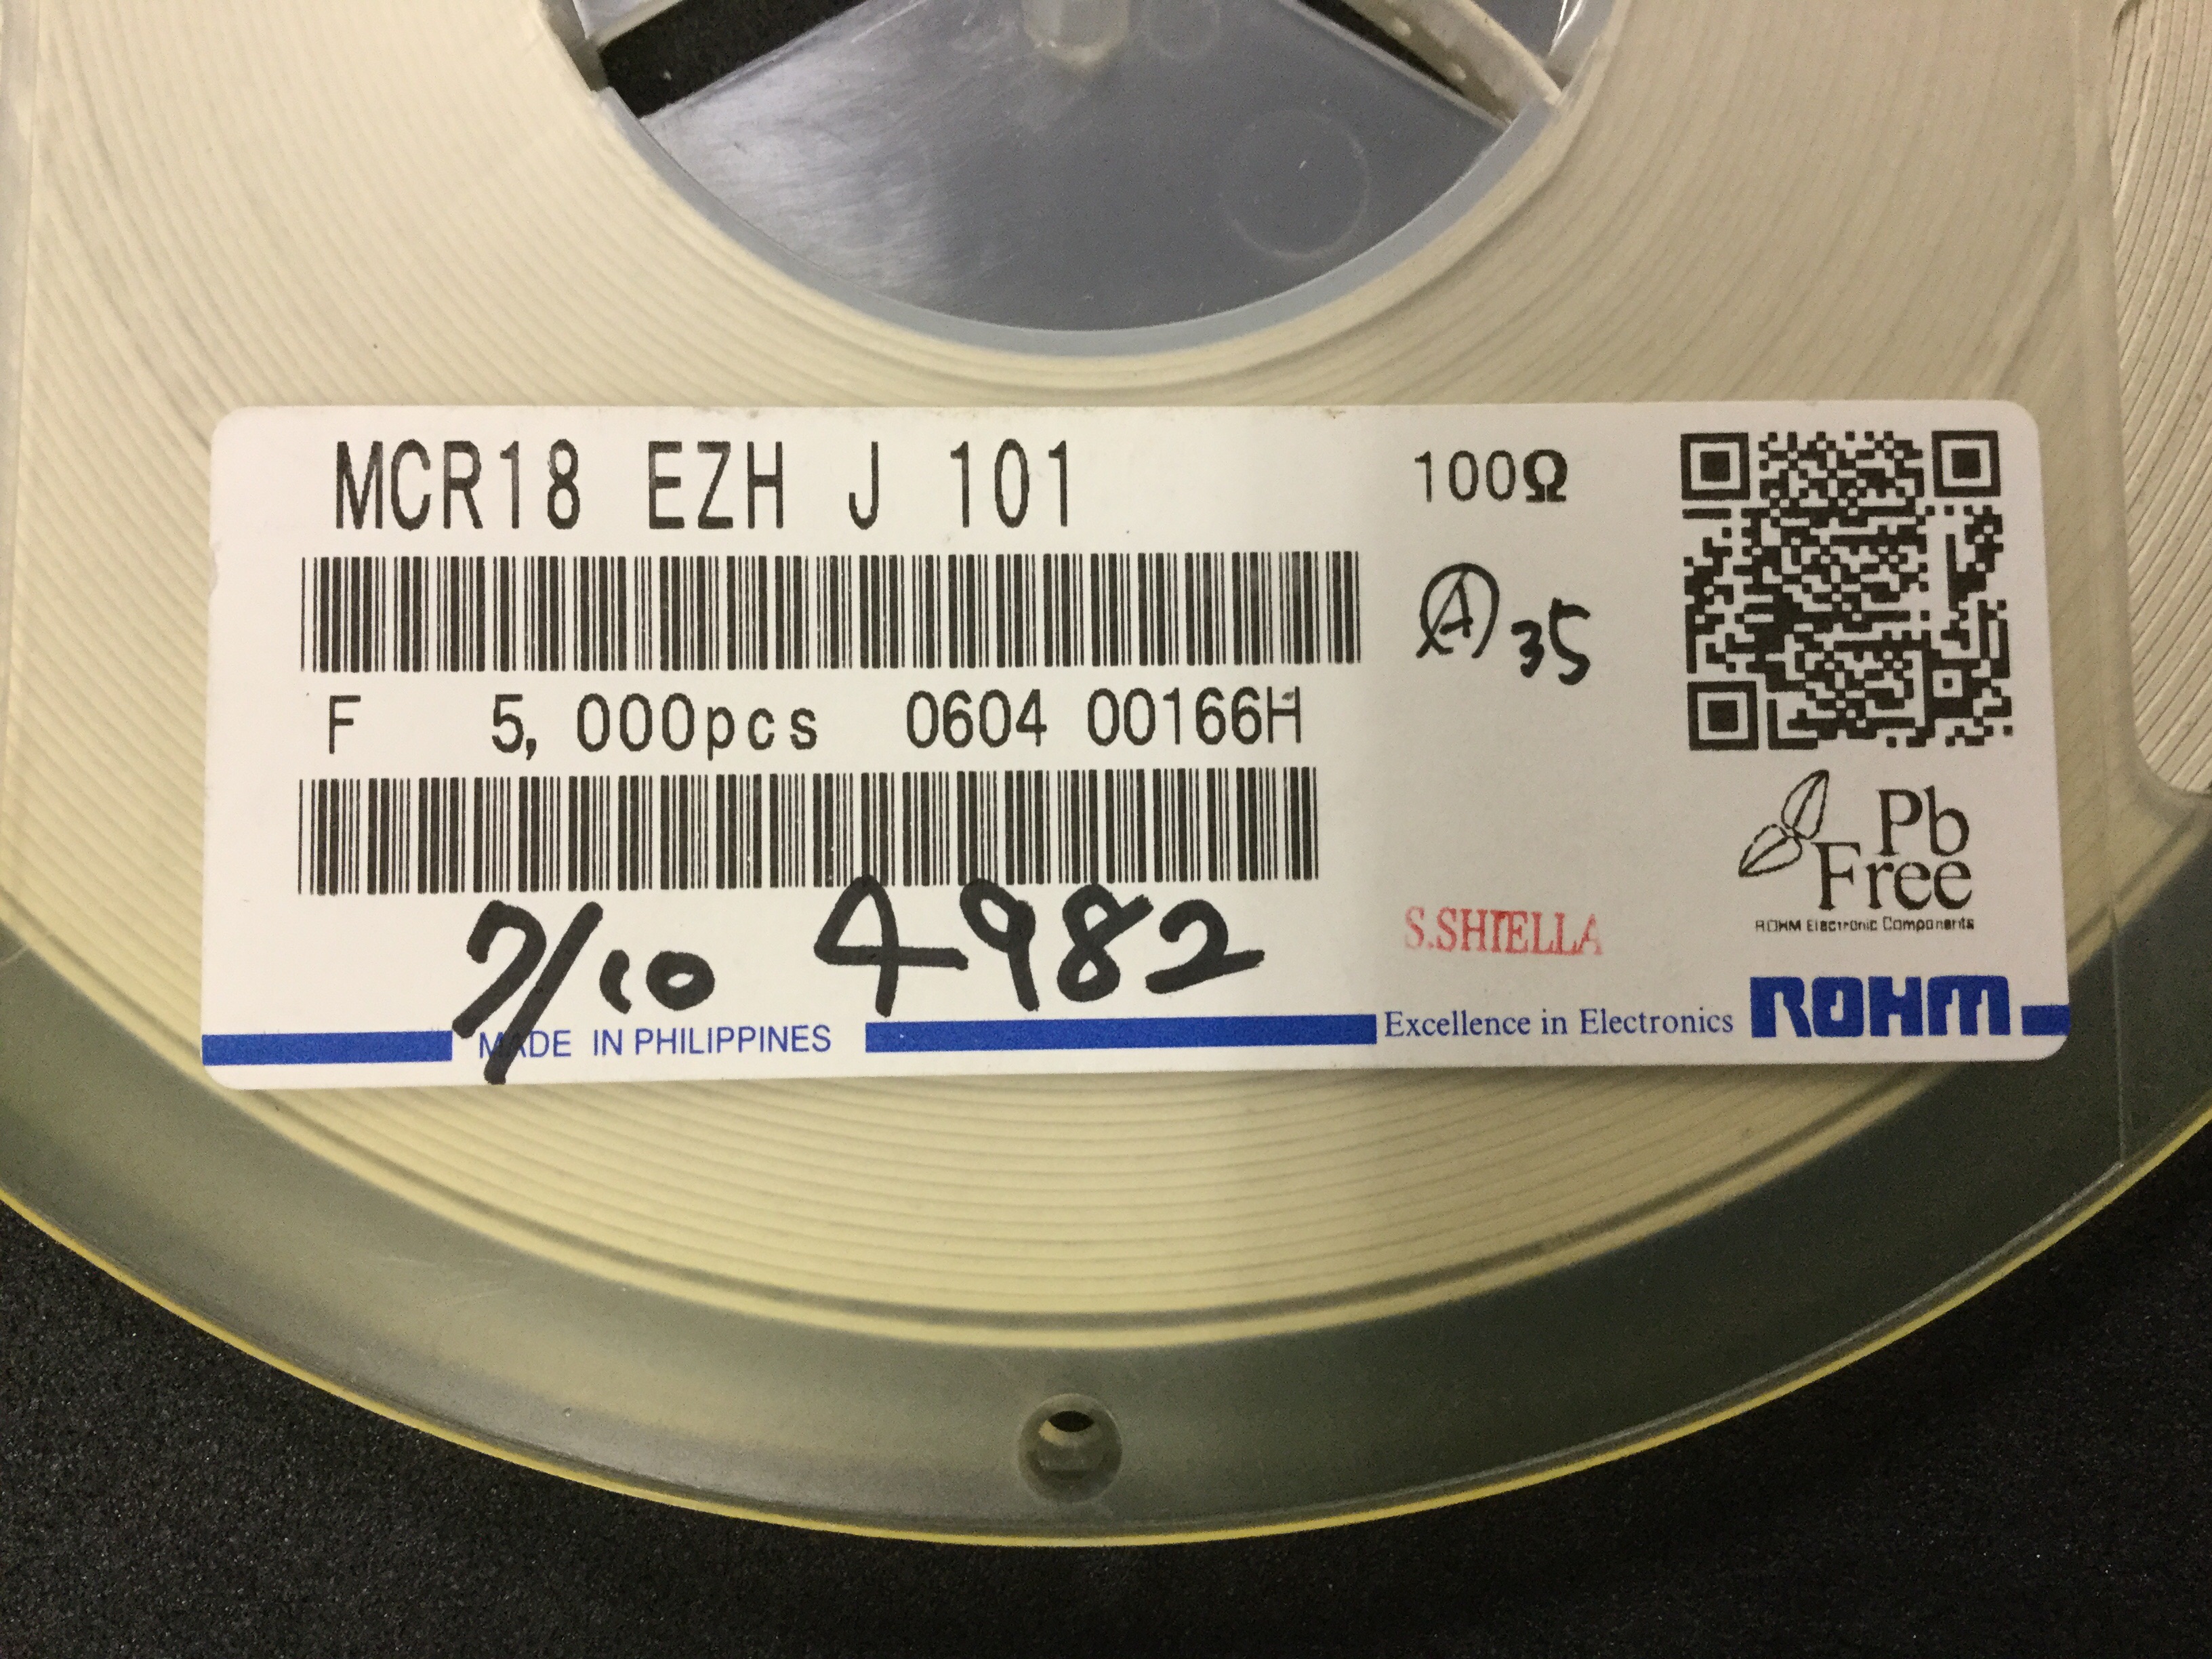 MCR18 EZH J 101 100Ω
Ⓐ 35
F 5,000pcs 0604 00166H
7/10 4982
S.SHIELLA
Pb
Free
ROHM Electronic Components
MADE IN PHILIPPINES
Excellence in Electronics ROHM